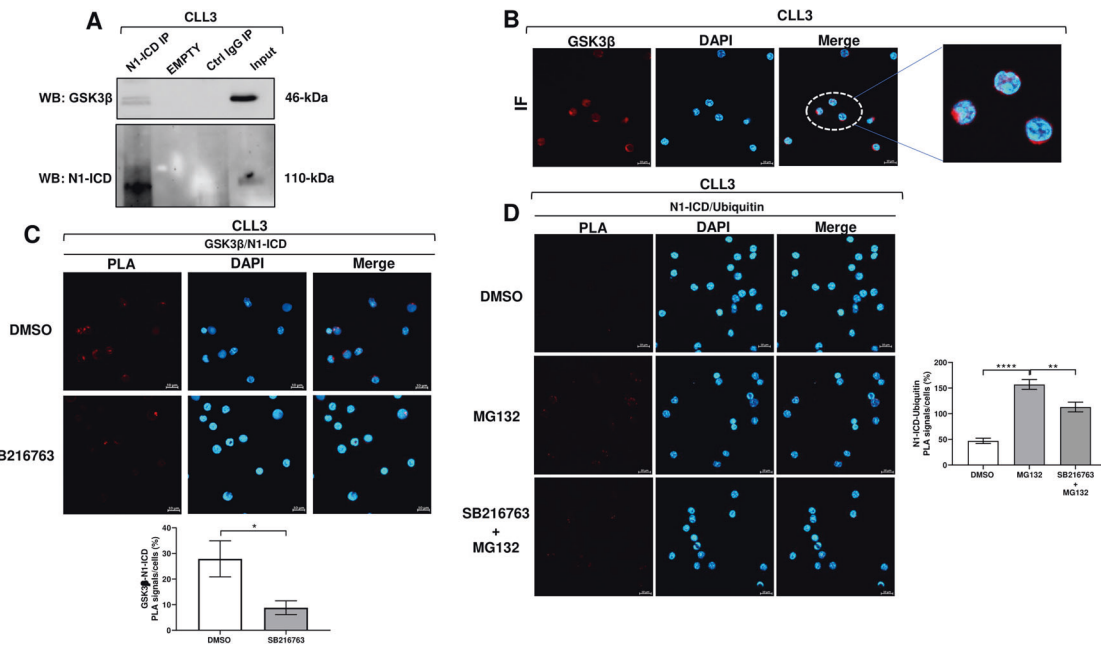 A
CLL3
N1-ICD IP
EMPTY
Ctrl IgG IP
Input
WB: GSK3β
46-kDa
WB: N1-ICD
110-kDa
B
CLL3
GSK3β
DAPI
Merge
IF
C
CLL3
GSK3β/N1-ICD
PLA
DAPI
Merge
DMSO
SB216763
GSK3β-N1-ICD
PLA signals/cells (%)
40
30
20
10
0
*
DMSO
SB216763
D
CLL3
N1-ICD/Ubiquitin
PLA
DAPI
Merge
DMSO
MG132
SB216763
+
MG132
N1-ICD-Ubiquitin
PLA signals/cells (%)
200
150
100
50
0
****
**
DMSO
MG132
SB216763
+
MG132